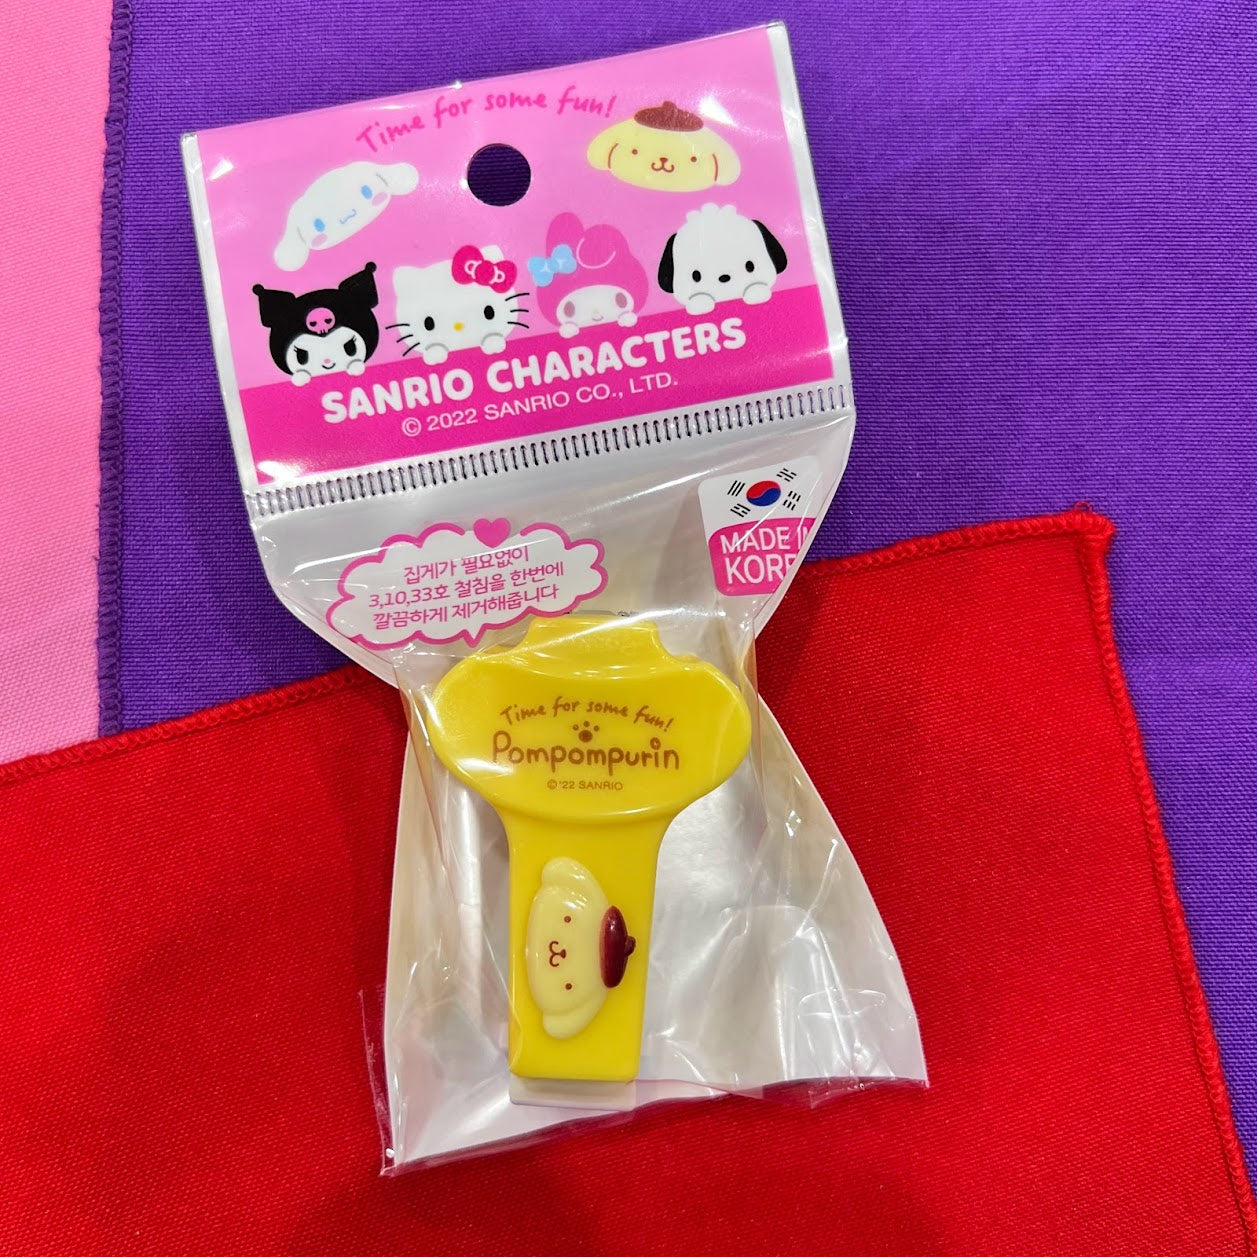 Time for some fun!
SANRIO CHARACTERS
© 2022 SANRIO CO., LTD.
MADE IN
KORE
집게가 필요없이
3,10,33호 철침을 한번에
깔끔하게 제거해줍니다
Time for some fun!
Pompompurin
©'22 SANRIO